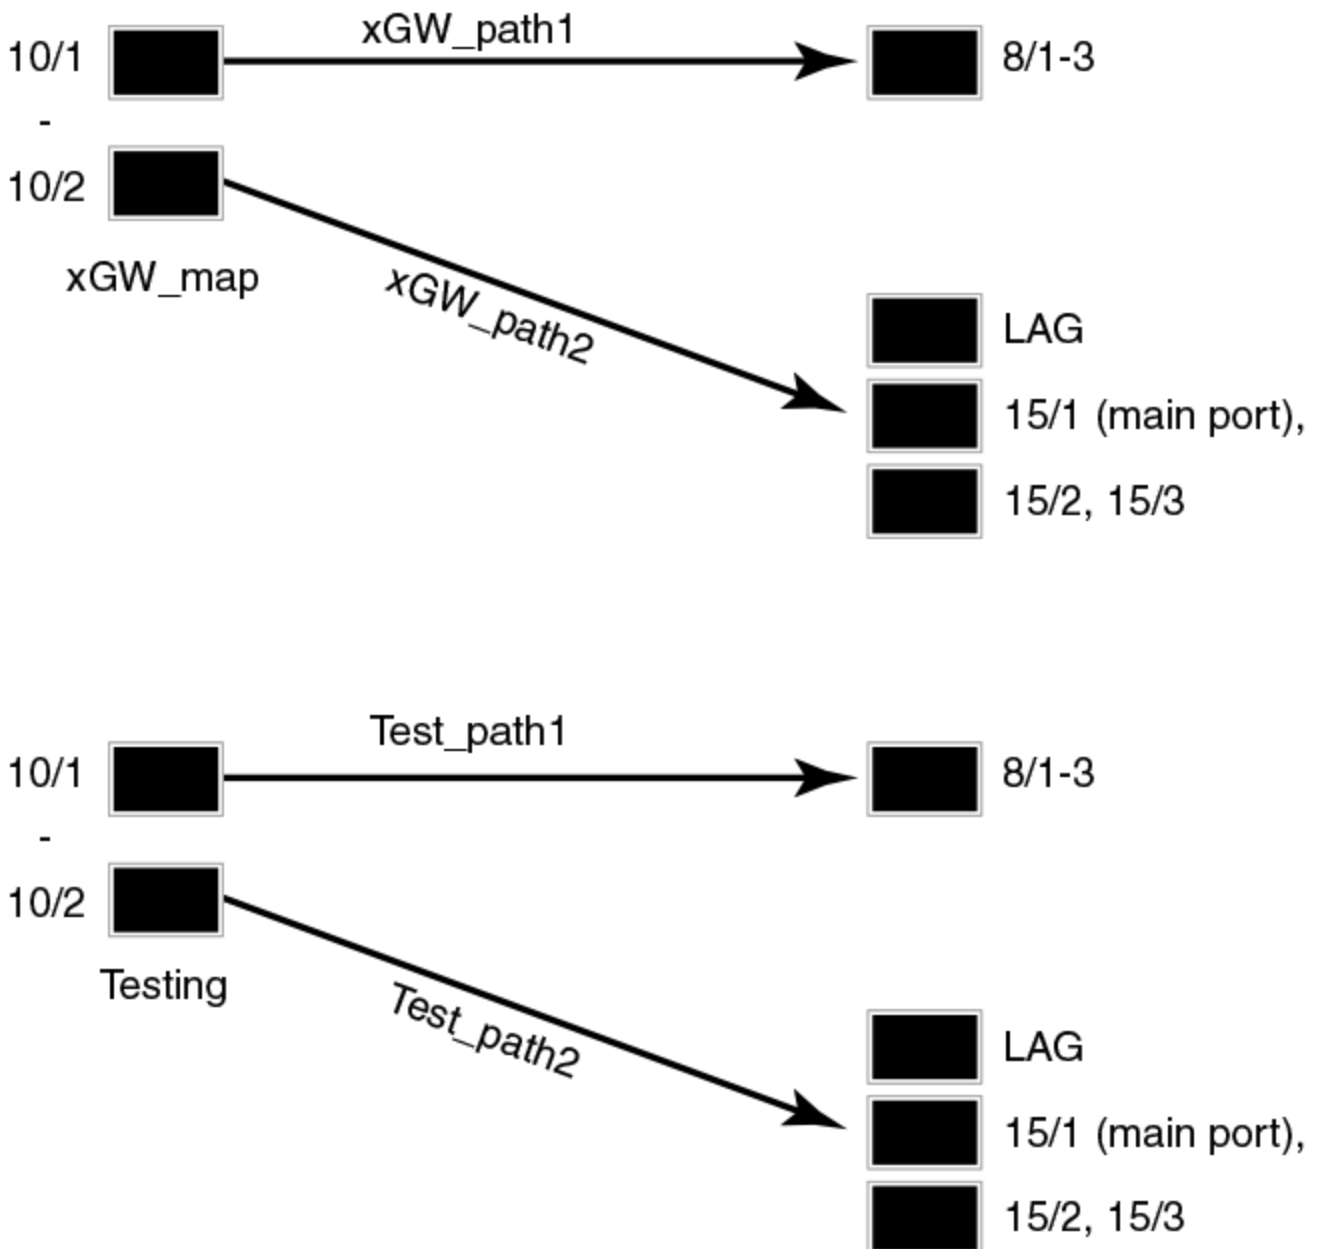 xGW_path1
10/1
8/1-3
-
10/2
xGW_map
xGW_path2
LAG
15/1 (main port),
15/2, 15/3
Test_path1
10/1
8/1-3
-
10/2
Testing
Test_path2
LAG
15/1 (main port),
15/2, 15/3